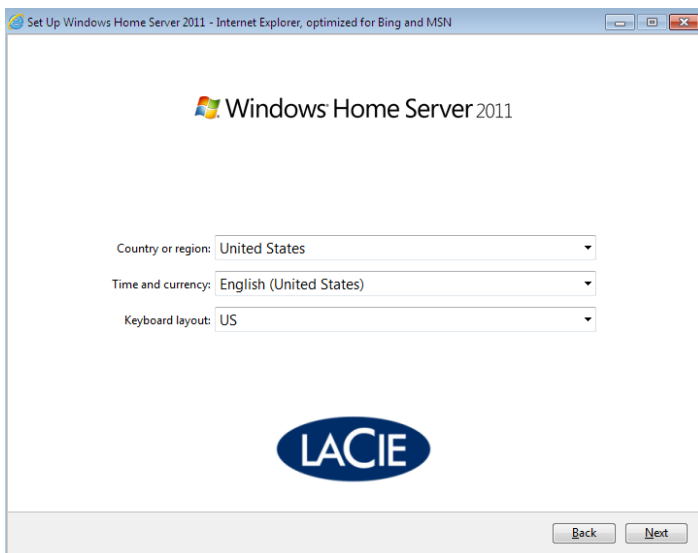 Set Up Windows Home Server 2011 - Internet Explorer, optimized for Bing and MSN
Windows Home Server 2011
Country or region: United States
Time and currency: English (United States)
Keyboard layout: US
LACIE
Back Next